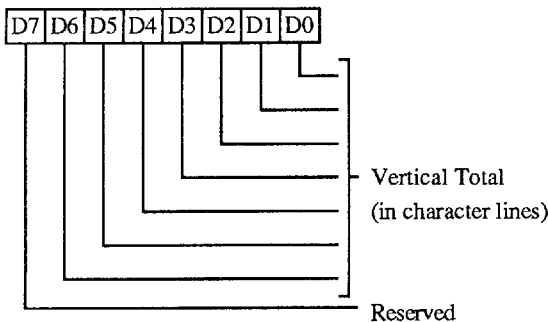 D7 D6 D5 D4 D3 D2 D1 D0
Vertical Total
(in character lines)
Reserved